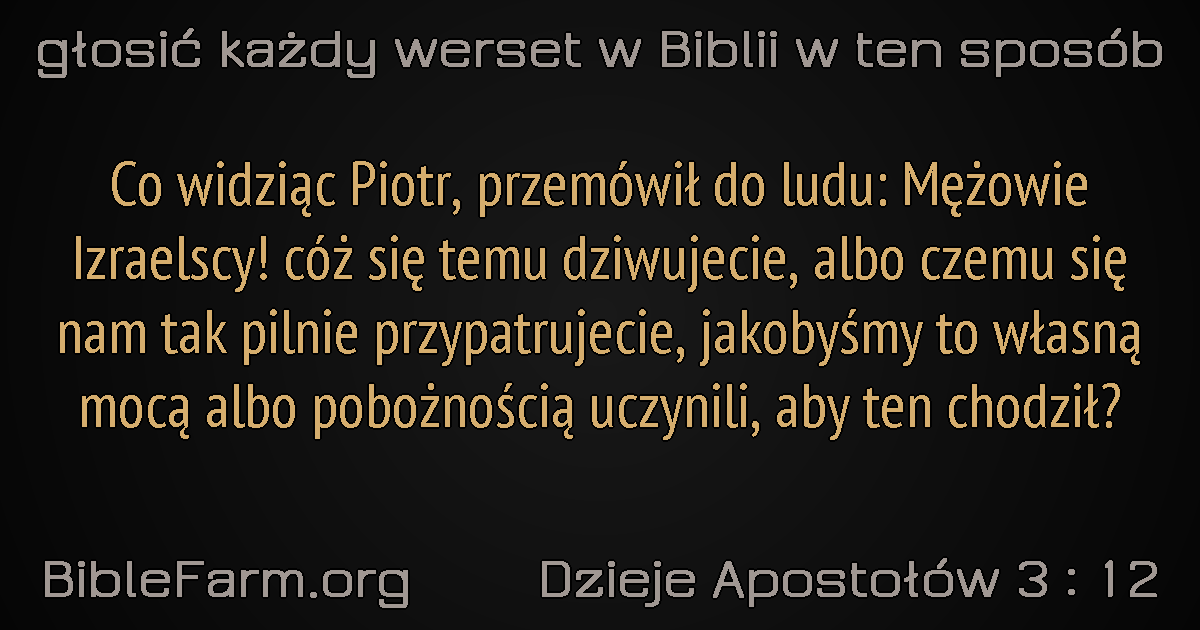 głosić każdy werset w Biblii w ten sposób
Co widząc Piotr, przemówił do ludu: Mężowie
Izraelscy! cóż się temu dziwujecie, albo czemu się
nam tak pilnie przypatrujecie, jakobyśmy to własną
mocą albo pobożnością uczynili, aby ten chodził?
BibleFarm.org Dzieje Apostołów 3 : 12